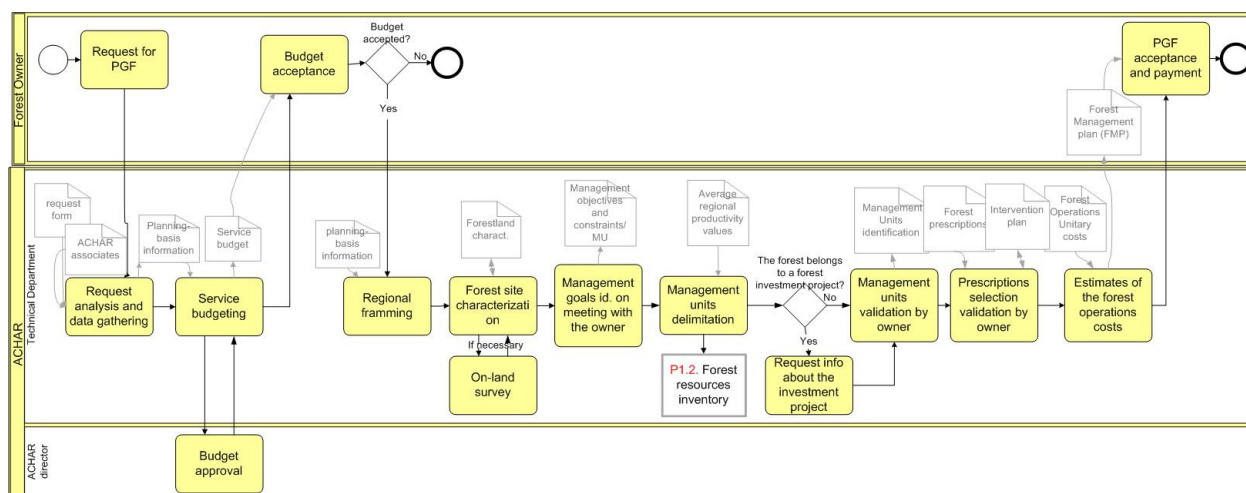 Forest Owner
Request for
PGF
Budget
acceptance
Budget
accepted?
No
Yes
PGF
acceptance
and payment
Forest
Management
plan (FMP)
ACHAR
Technical Department
request
form
ACHAR
associates
Planning-
basis
information
Service
budget
planning-
basis
information
Forestland
charact.
Management
objectives
and
constraints/
MU
Average
regional
productivity
values
Management
Units
identification
Forest
prescriptions
Intervention
plan
Forest
Operations
Unitary
costs
Request
analysis and
data gathering
Service
budgeting
Regional
framming
Forest site
characterizati
on
Management
goals id. on
meeting with
the owner
Management
units
delimitation
The forest belongs
to a forest
investment project?
No
Yes
Management
units
validation by
owner
Prescriptions
selection
validation by
owner
Estimates of
the forest
operations
costs
If necessary
On-land
survey
P1.2. Forest
resources
inventory
Request info
about the
investment
project
ACHAR
director
Budget
approval